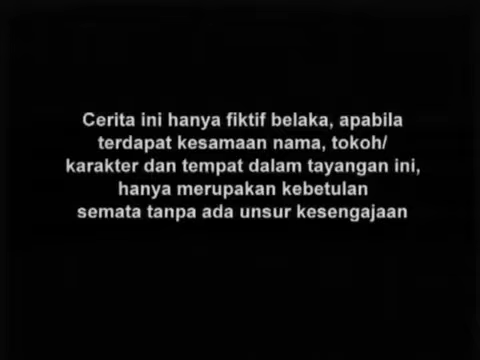 Cerita ini hanya fiktif belaka, apabila
terdapat kesamaan nama, tokoh/
karakter dan tempat dalam tayangan ini,
hanya merupakan kebetulan
semata tanpa ada unsur kesengajaan